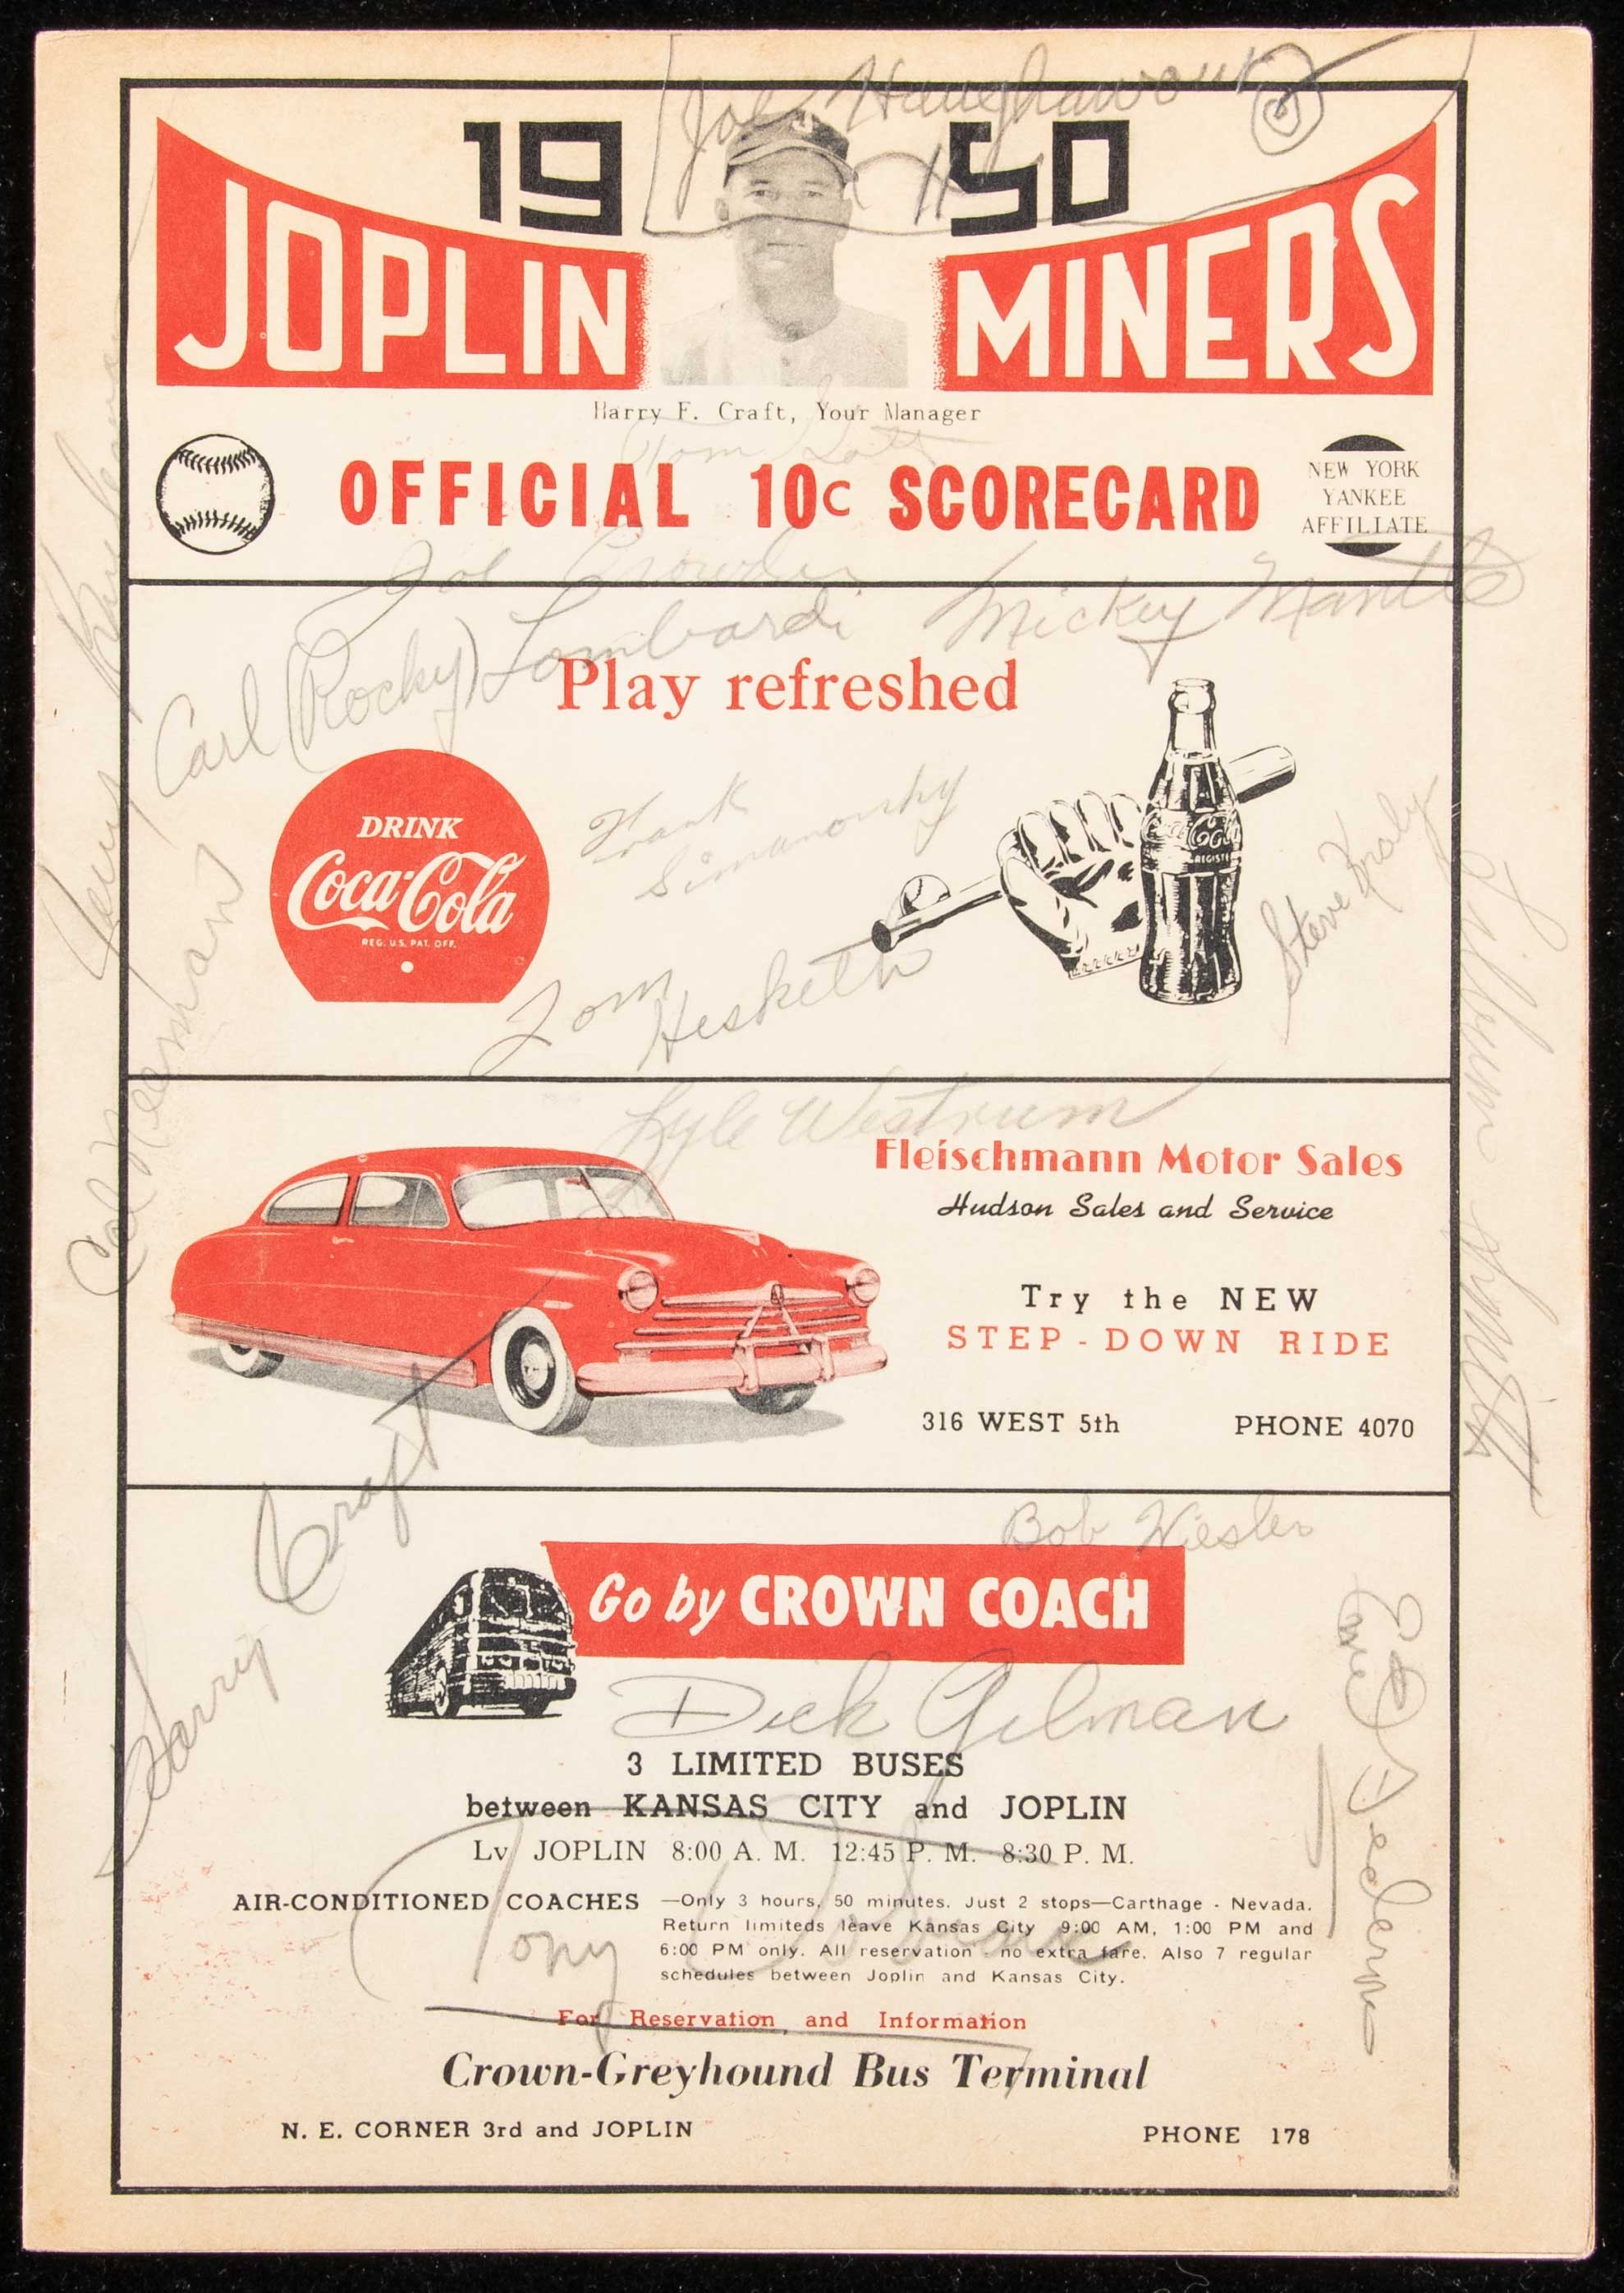 Joe Haughawout
1950
JOPLIN MINERS
Harry F. Craft, Your Manager
Tom
OFFICIAL 10c SCORECARD
NEW YORK
YANKEE
AFFILIATE
Joe Crowder
Mickey Mantle
Carl (Rocky) Lombardi
Play refreshed
DRINK
Coca-Cola
REG. U.S. PAT. OFF.
Frank
Simanovsky
Coca-Cola
Steve Kraly
Tom
Hesketh
Jerry
Cal Neeman
Lilburn Smith
Lyle Westrum
Fleischmann Motor Sales
Hudson Sales and Service
Try the NEW
STEP-DOWN RIDE
316 WEST 5th PHONE 4070
Harry Craft
Bob Wiesler
Go by CROWN COACH
Dick Gilman
3 LIMITED BUSES
between KANSAS CITY and JOPLIN
Lv JOPLIN 8:00 A. M. 12:45 P. M. 8:30 P. M.
AIR-CONDITIONED COACHES —Only 3 hours, 50 minutes. Just 2 stops—Carthage - Nevada.
Return limiteds leave Kansas City 9:00 AM, 1:00 PM and
6:00 PM only. All reservation - no extra fare. Also 7 regular
schedules between Joplin and Kansas City.
Tony
For Reservation and Information
Crown-Greyhound Bus Terminal
N. E. CORNER 3rd and JOPLIN PHONE 178